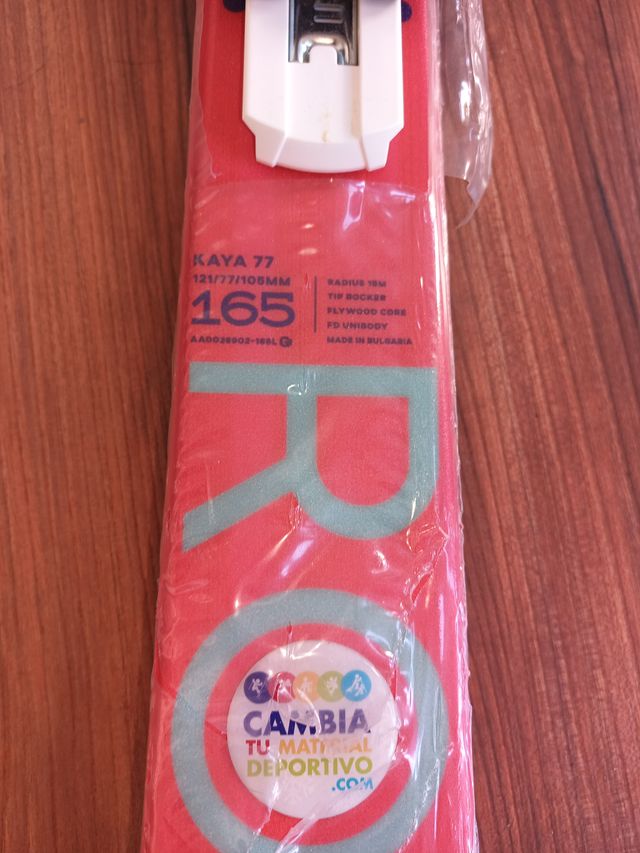 KAYA 77
121/77/105MM
165
AAD028902-165L
RADIUS 15M
TIP ROCKER
PLYWOOD CORE
FD UNIBODY
MADE IN BULGARIA
RO
CAMBIA
TU MATERIAL
DEPORTIVO
.COM